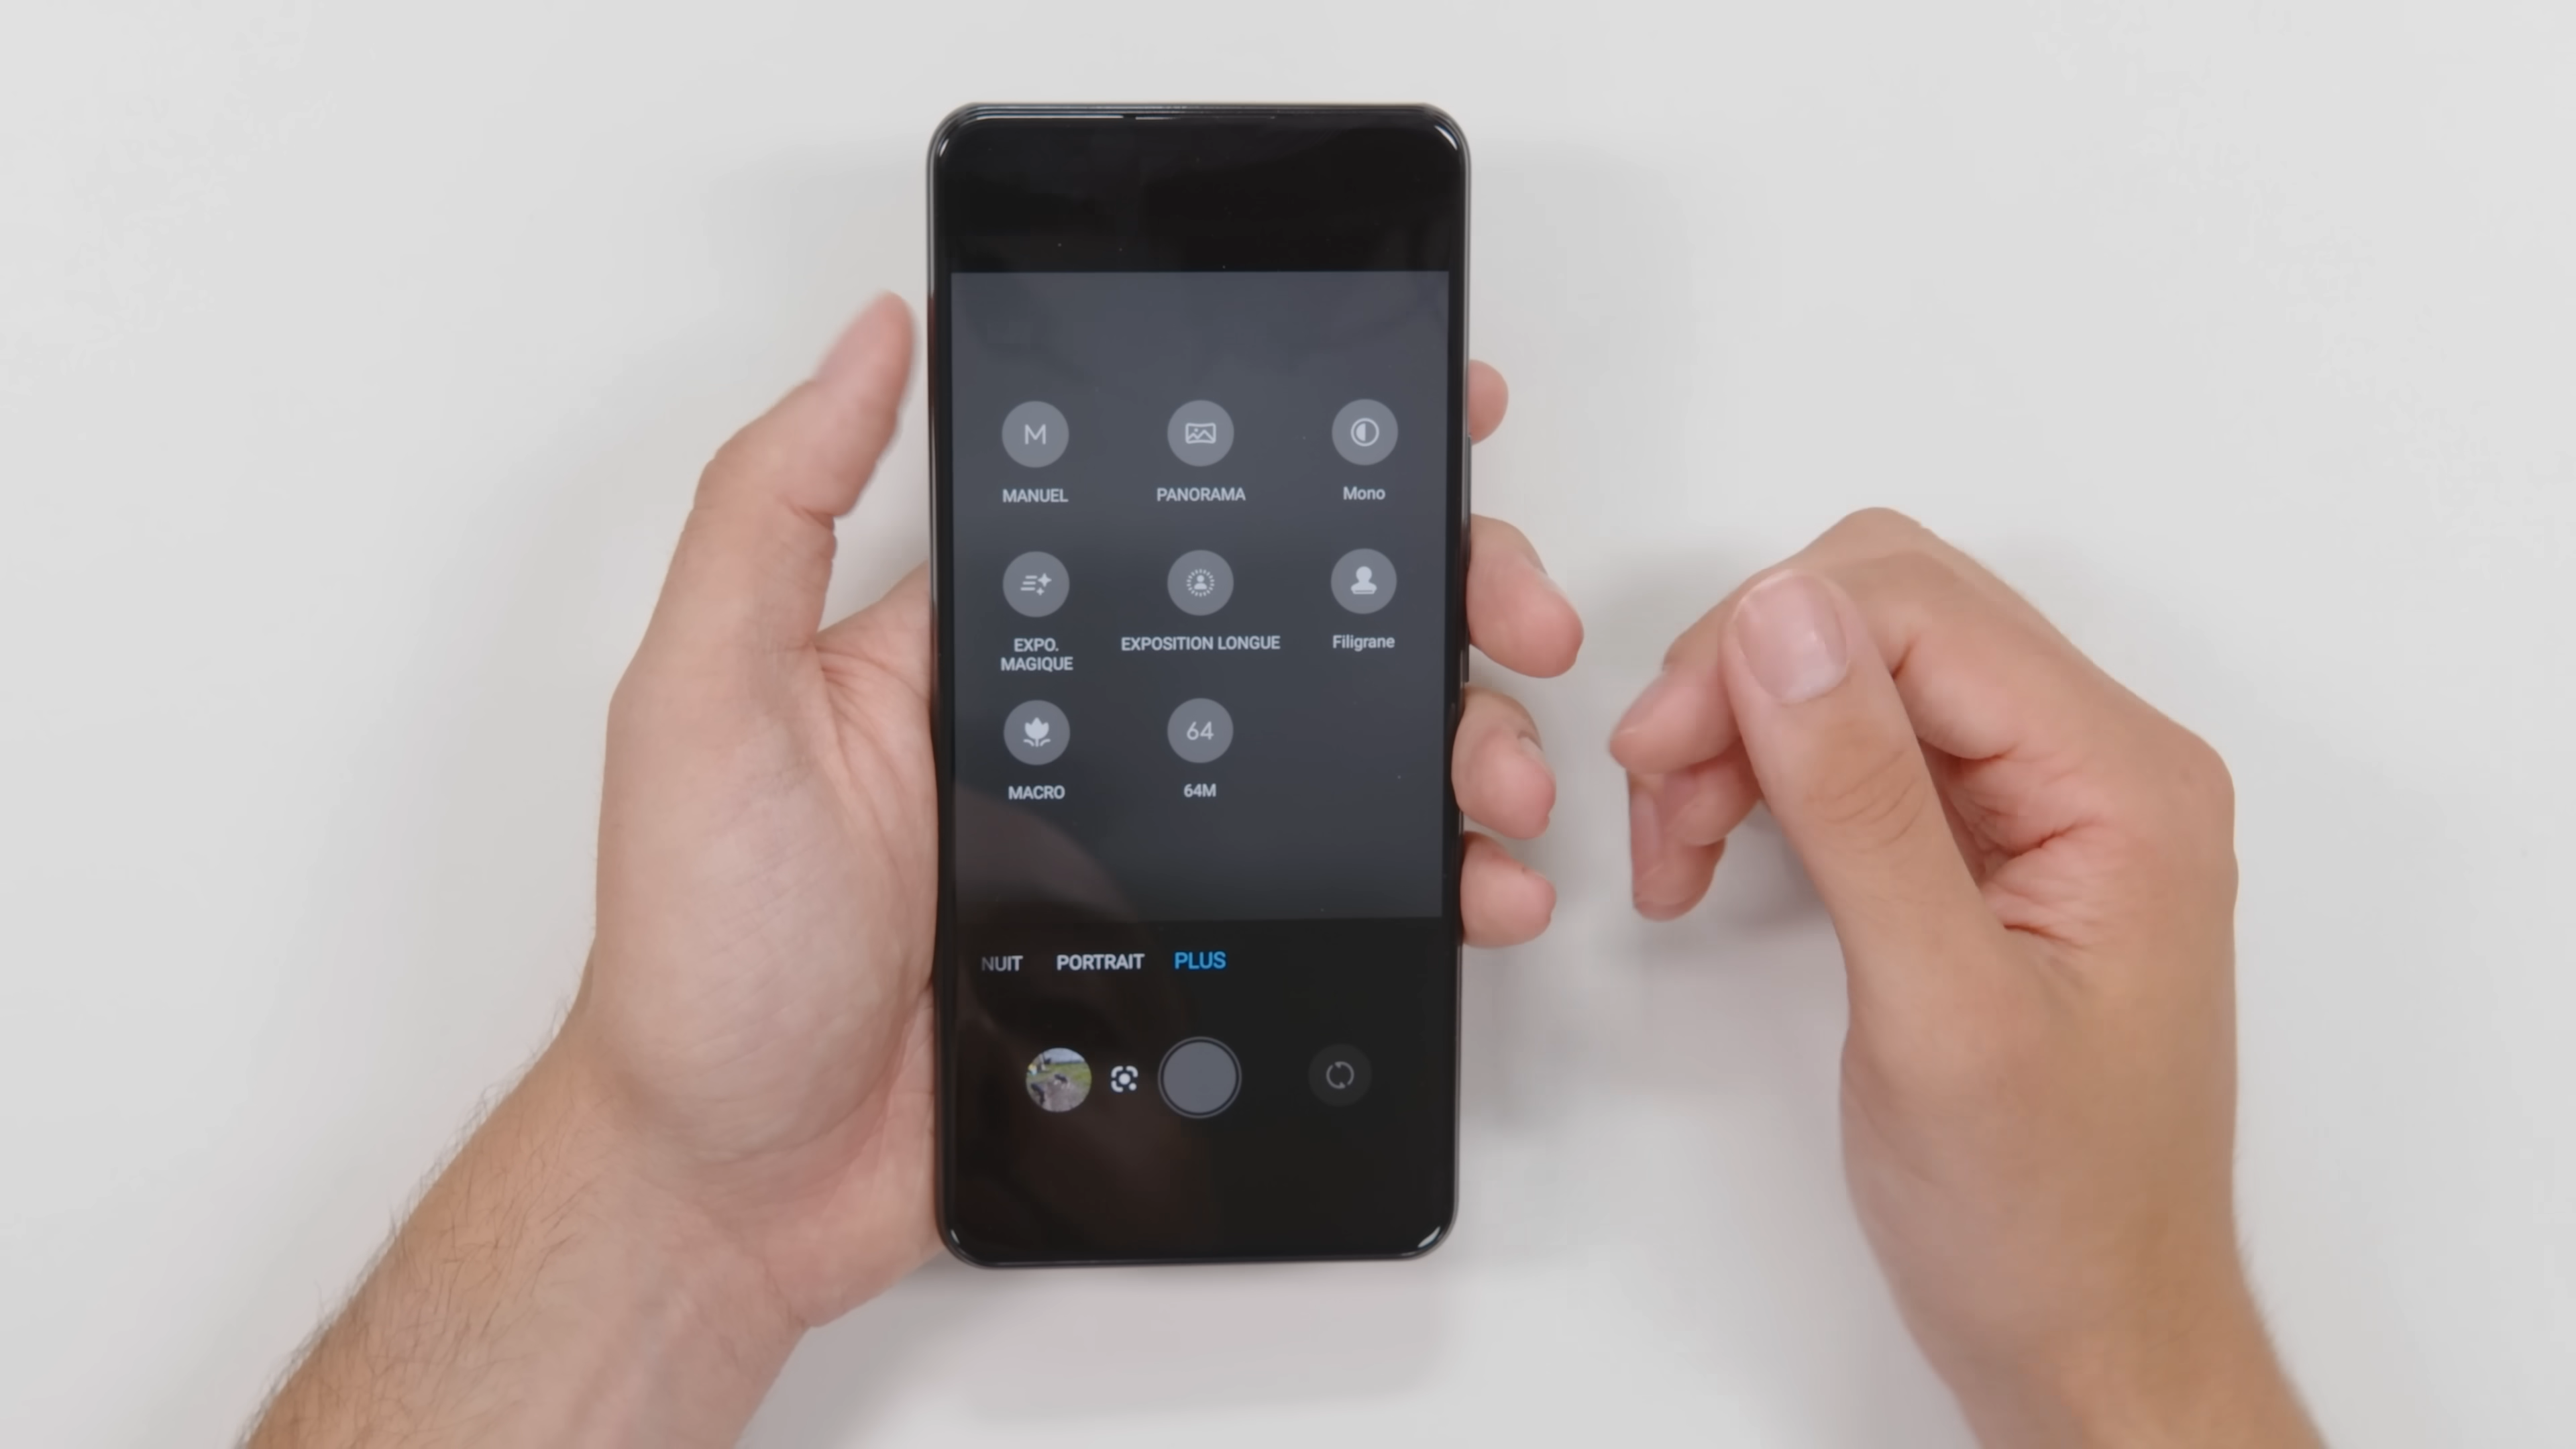 M
MANUEL
PANORAMA
Mono
EXPO.
MAGIQUE
EXPOSITION LONGUE
Filigrane
MACRO
64
64M
NUIT
PORTRAIT
PLUS